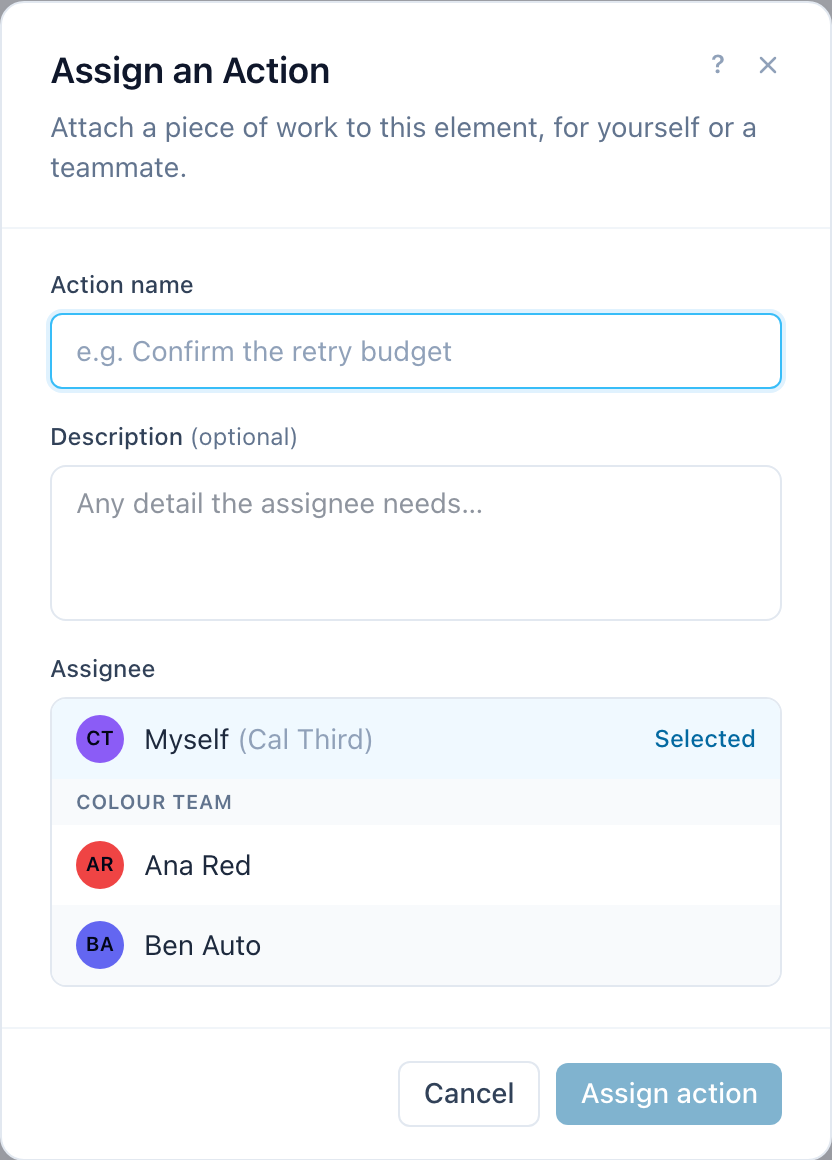 Assign an Action
?
Attach a piece of work to this element, for yourself or a
teammate.
Action name
e.g. Confirm the retry budget
Description (optional)
Any detail the assignee needs...
Assignee
CT Myself (Cal Third) Selected
COLOUR TEAM
AR Ana Red
BA Ben Auto
Cancel Assign action